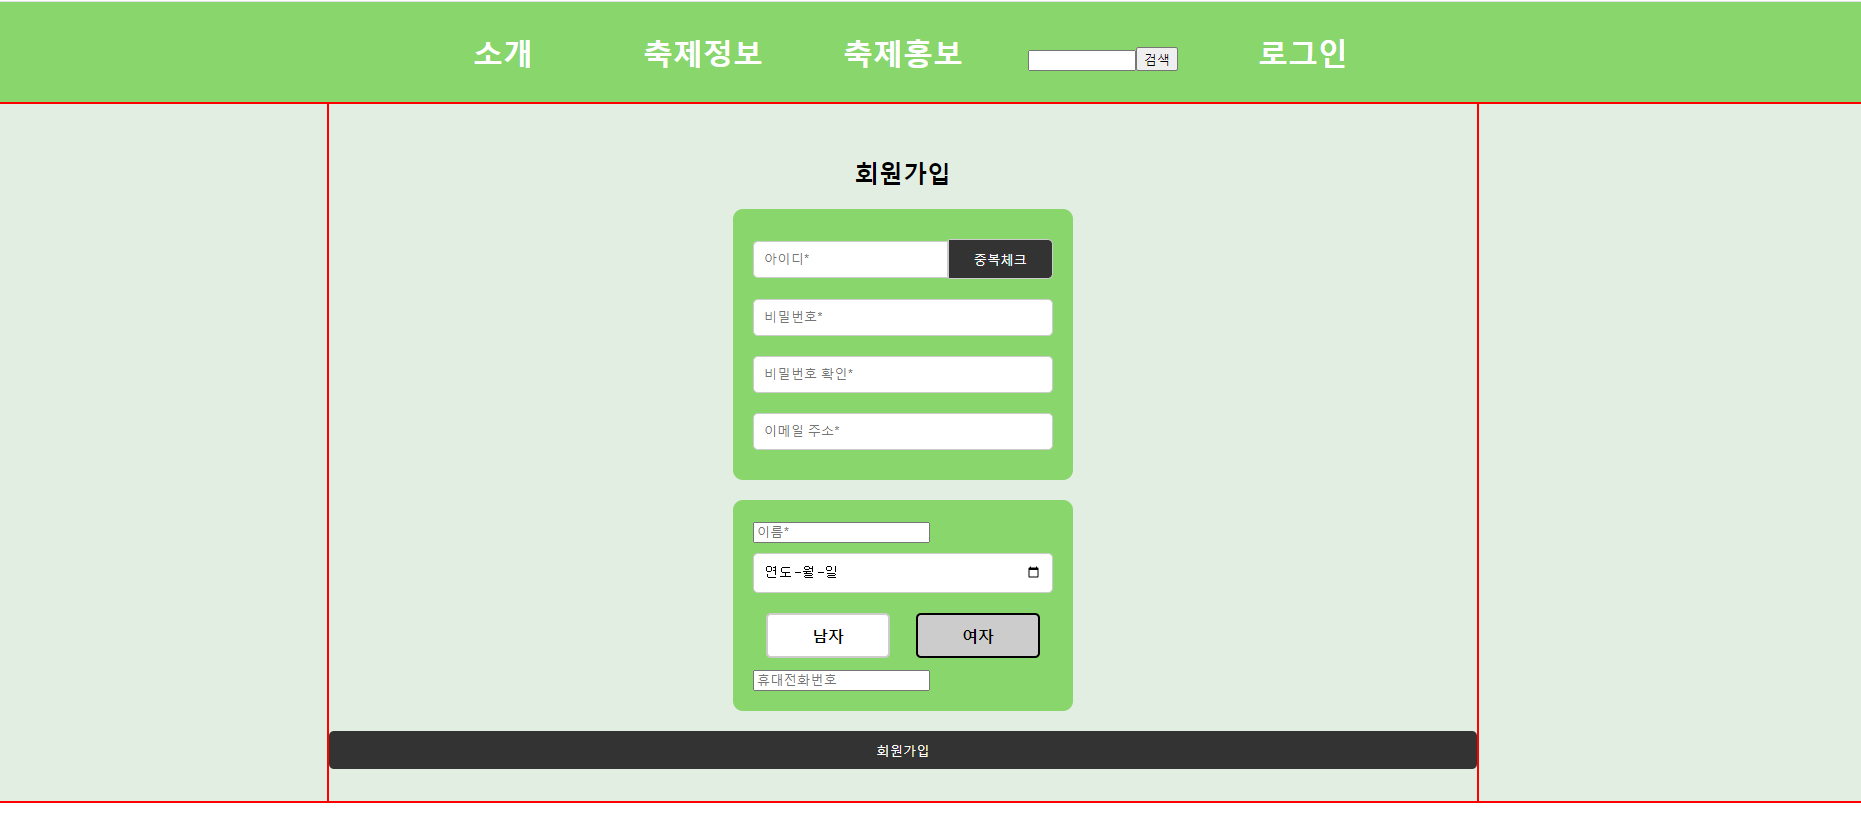 소개 축제정보 축제홍보 검색 로그인
회원가입
아이디* 중복체크
비밀번호*
비밀번호 확인*
이메일 주소*
이름*
연도-월-일
남자 여자
휴대전화번호
회원가입